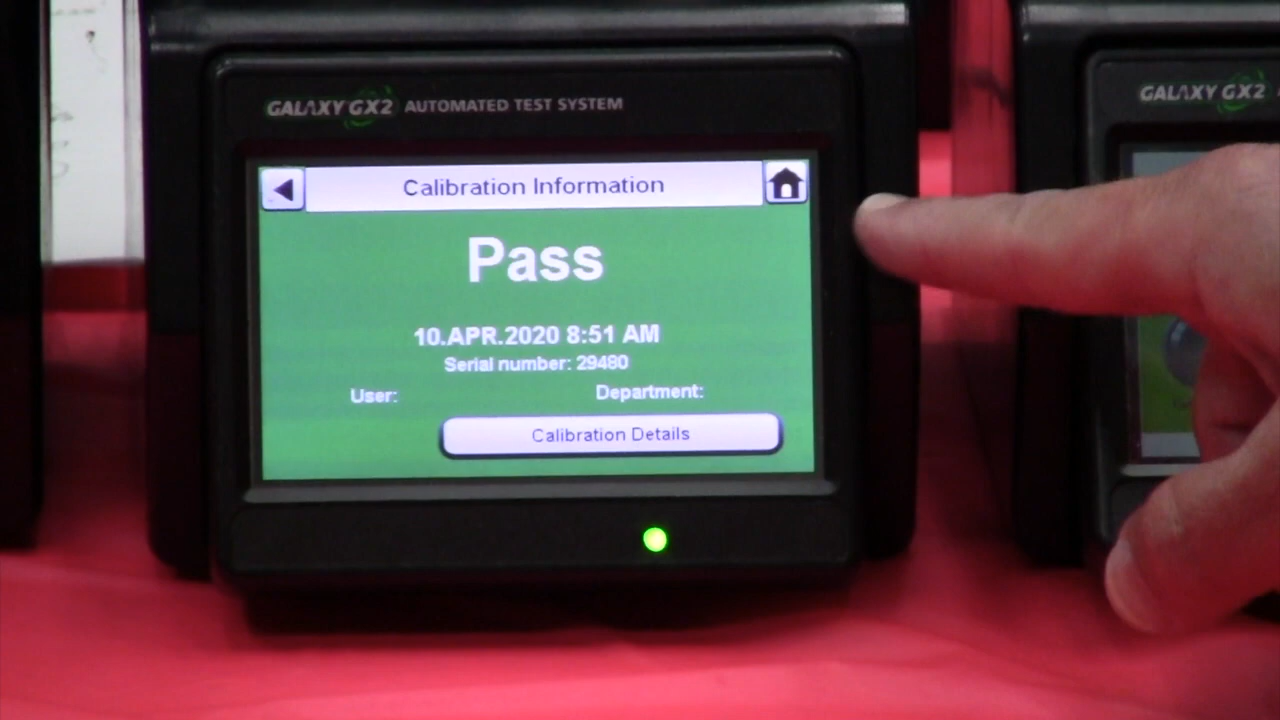 GALAXY GX2 AUTOMATED TEST SYSTEM
Calibration Information
Pass
10.APR.2020 8:51 AM
Serial number: 29480
User: Department:
Calibration Details
GALAXY GX2